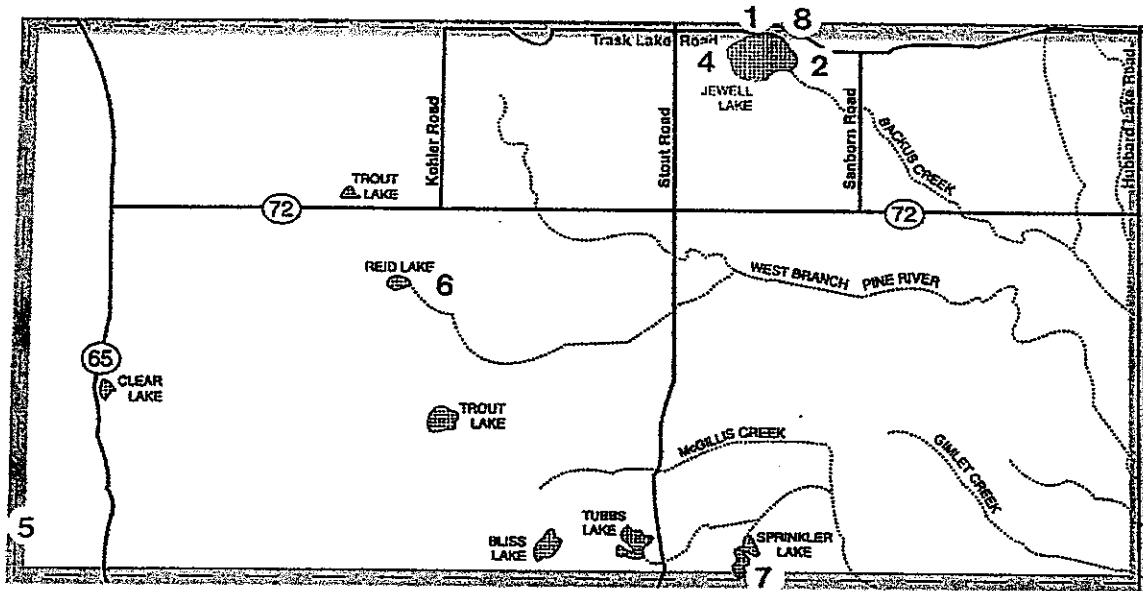 1 8
Trask Lake Road
4 2
JEWELL
LAKE
Kohler Road
Stout Road
Sanborn Road
BACKUS CREEK
Hubbard Lake Road
TROUT
LAKE
72
72
REID LAKE
6
WEST BRANCH PINE RIVER
65
CLEAR
LAKE
TROUT
LAKE
McGILLIS CREEK
GIMLET CREEK
5
BLISS
LAKE
TUBBS
LAKE
SPRINKLER
LAKE
7